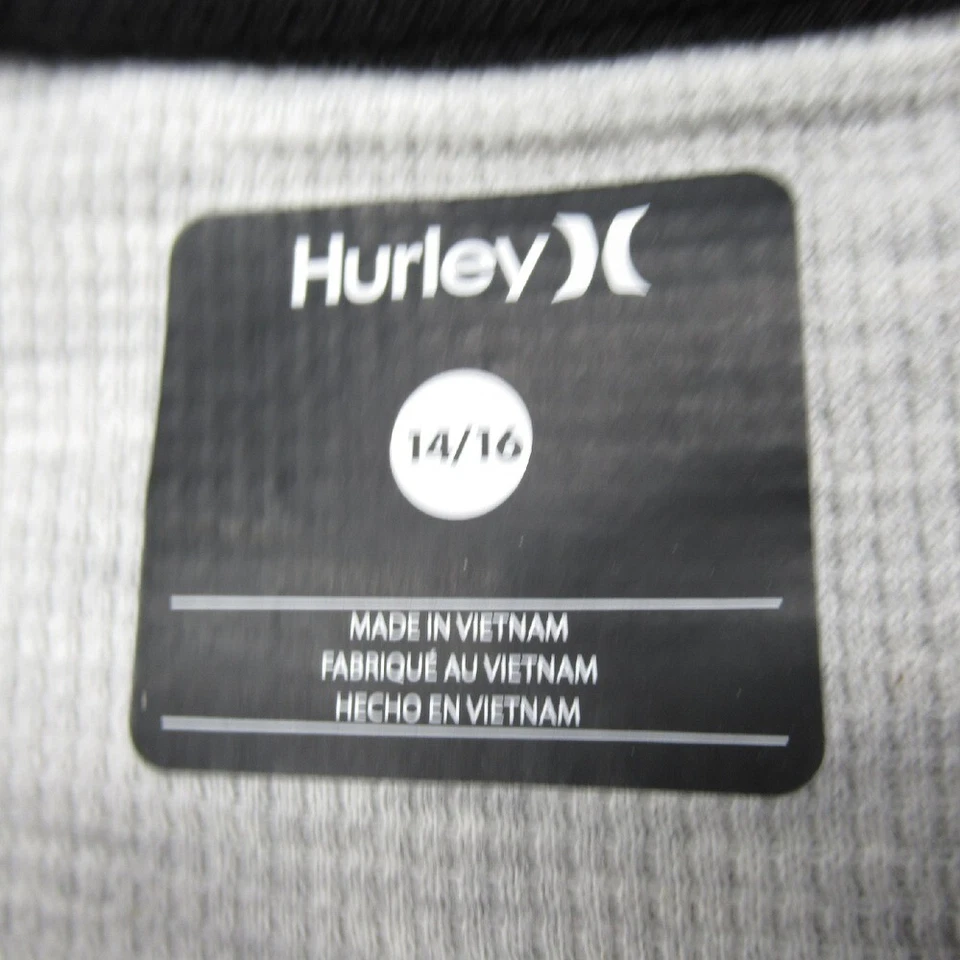 Hurley
14/16
MADE IN VIETNAM
FABRIQUÉ AU VIETNAM
HECHO EN VIETNAM